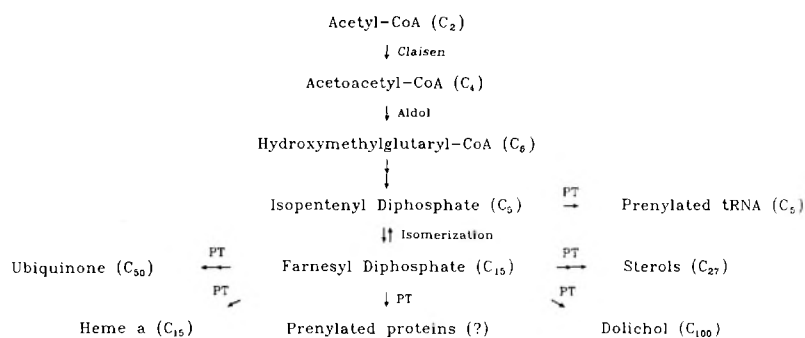 Acetyl-CoA (C₂)
↓ Claisen
Acetoacetyl-CoA (C₄)
↓ Aldol
Hydroxymethylglutaryl-CoA (C₆)
PT
Isopentenyl Diphosphate (C₅) → Prenylated tRNA (C₅)
↓↑ Isomerization
PT PT
Ubiquinone (C₅₀) ← Farnesyl Diphosphate (C₁₅) → Sterols (C₂₇)
PT ↓ PT PT
Heme a (C₁₅) Prenylated proteins (?) Dolichol (C₁₀₀)